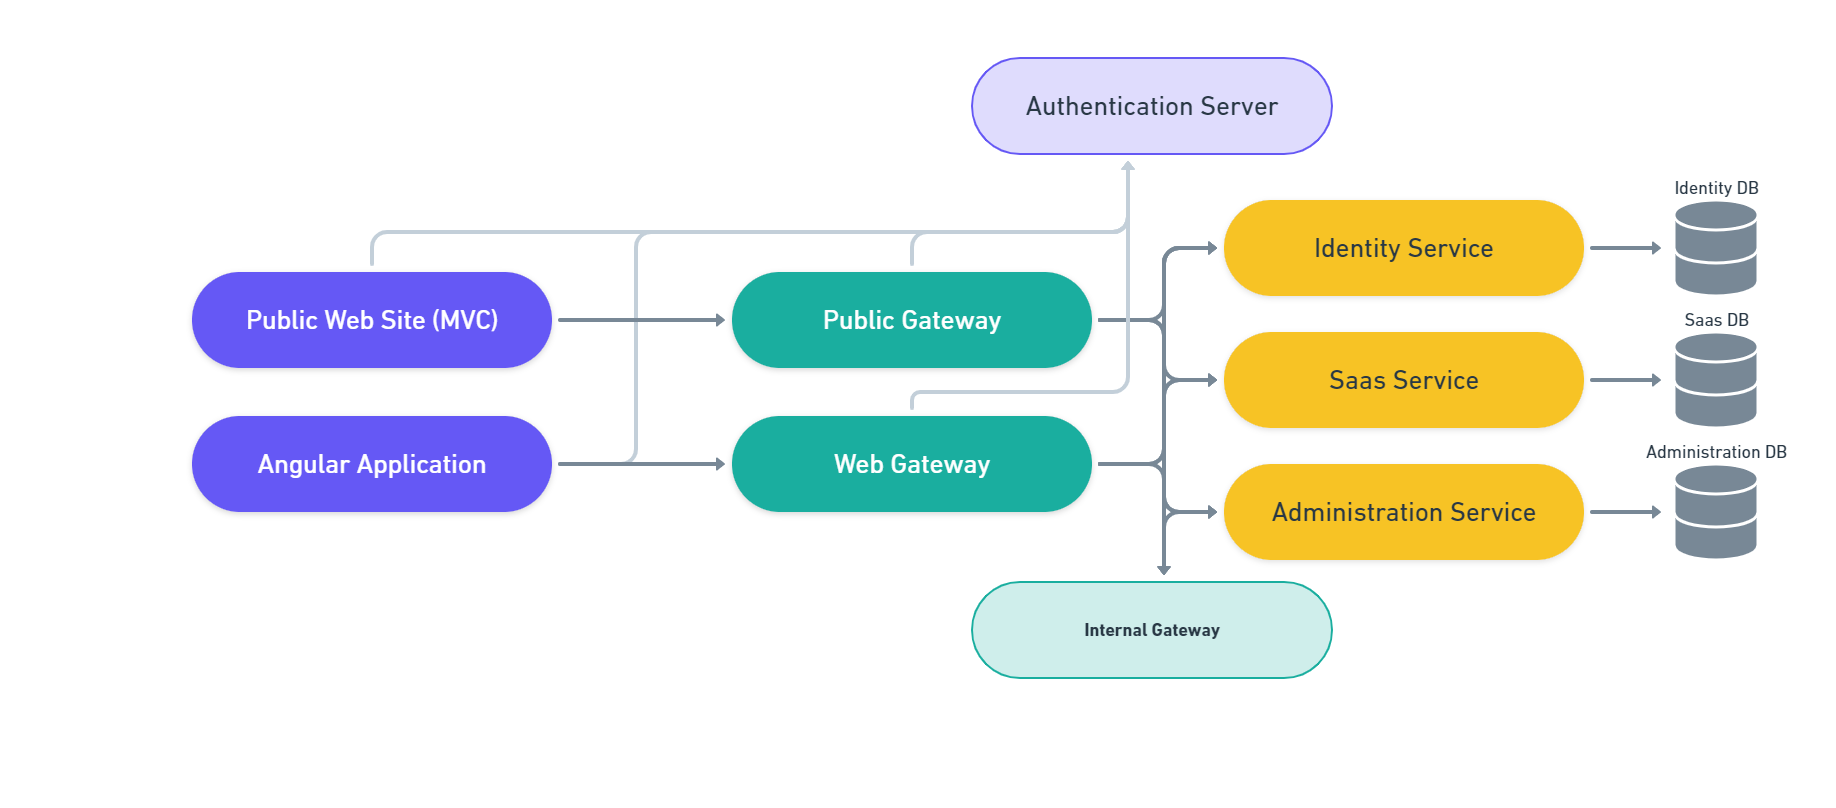 Authentication Server
Identity DB
Identity Service
Public Web Site (MVC)
Public Gateway
Saas DB
Saas Service
Angular Application
Web Gateway
Administration DB
Administration Service
Internal Gateway